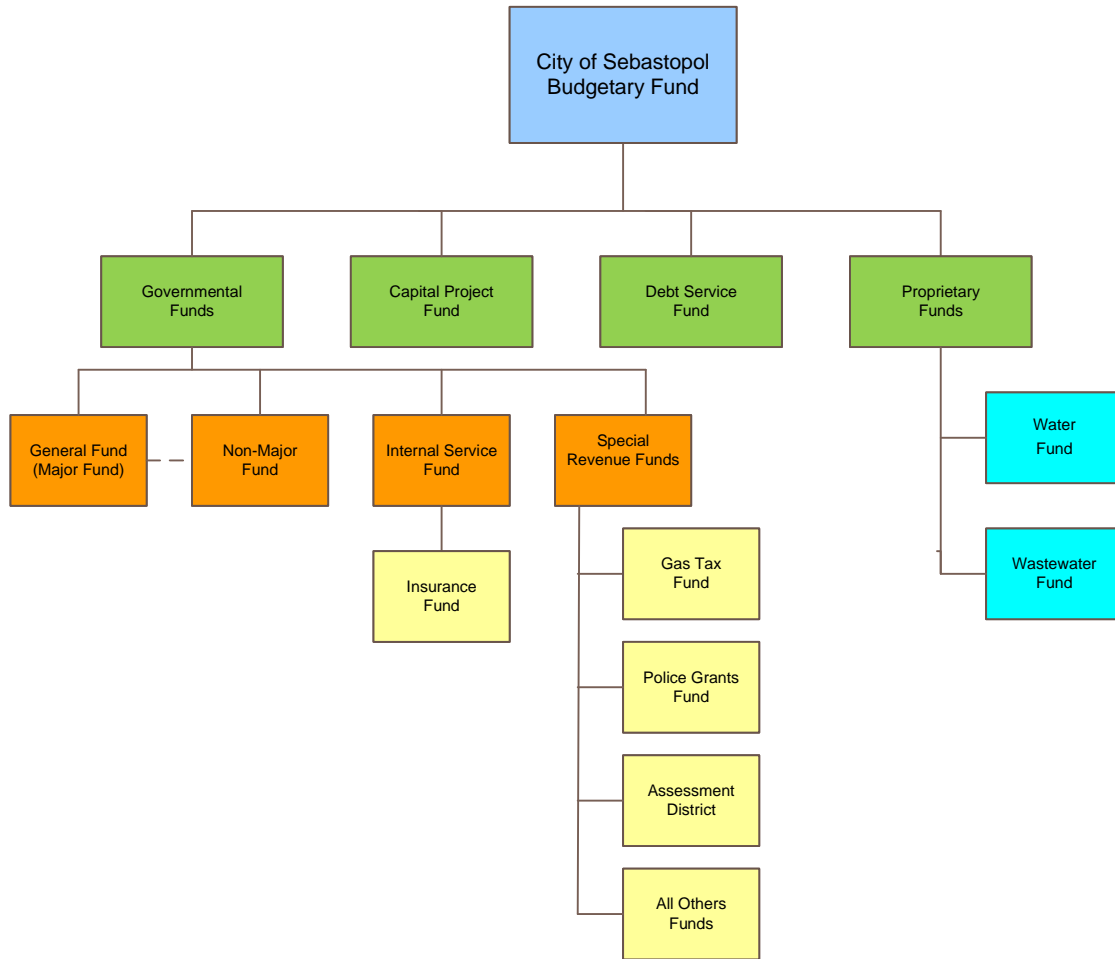 City of Sebastopol
Budgetary Fund
Governmental
Funds
Capital Project
Fund
Debt Service
Fund
Proprietary
Funds
General Fund
(Major Fund)
Non-Major
Fund
Internal Service
Fund
Special
Revenue Funds
Water
Fund
Insurance
Fund
Gas Tax
Fund
Wastewater
Fund
Police Grants
Fund
Assessment
District
All Others
Funds